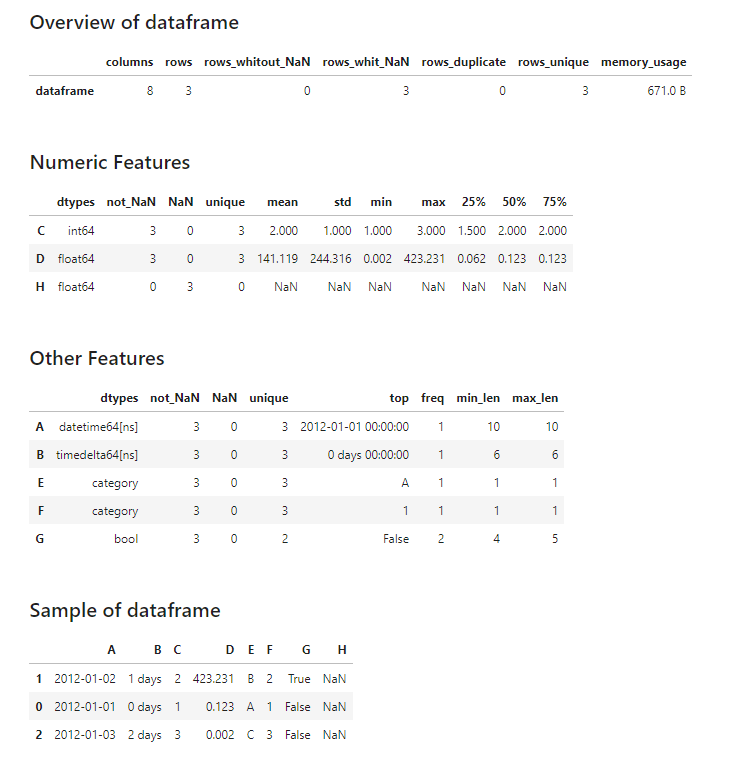 Overview of dataframe
columns rows rows_whitout_NaN rows_whit_NaN rows_duplicate rows_unique memory_usage
dataframe 8 3 0 3 0 3 671.0 B
Numeric Features
dtypes not_NaN NaN unique mean std min max 25% 50% 75%
C int64 3 0 3 2.000 1.000 1.000 3.000 1.500 2.000 2.000
D float64 3 0 3 141.119 244.316 0.002 423.231 0.062 0.123 0.123
H float64 0 3 0 NaN NaN NaN NaN NaN NaN NaN
Other Features
dtypes not_NaN NaN unique top freq min_len max_len
A datetime64[ns] 3 0 3 2012-01-01 00:00:00 1 10 10
B timedelta64[ns] 3 0 3 0 days 00:00:00 1 6 6
E category 3 0 3 A 1 1 1
F category 3 0 3 1 1 1 1
G bool 3 0 2 False 2 4 5
Sample of dataframe
A B C D E F G H
1 2012-01-02 1 days 2 423.231 B 2 True NaN
0 2012-01-01 0 days 1 0.123 A 1 False NaN
2 2012-01-03 2 days 3 0.002 C 3 False NaN